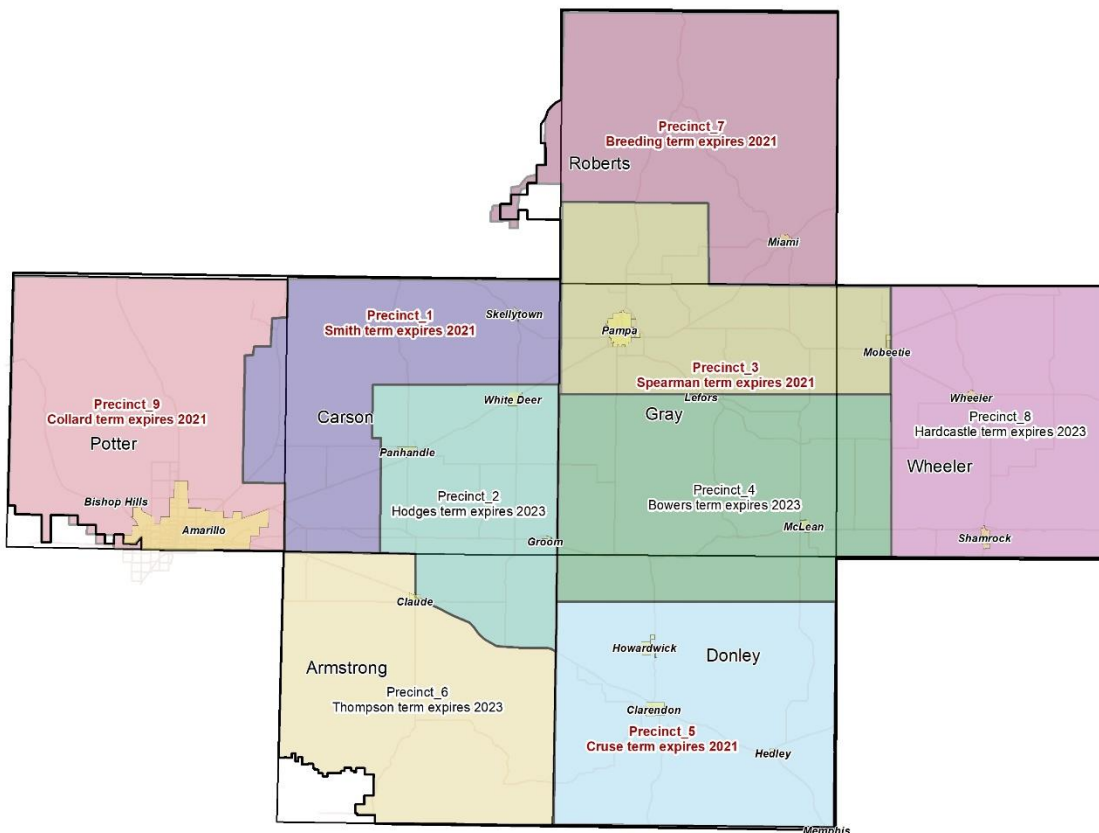 Precinct_7
Breeding term expires 2021
Roberts
Miami
Skellytown
Precinct_1
Smith term expires 2021
Pampa
Mobeetie
Precinct_3
Spearman term expires 2021
Precinct_9
Collard term expires 2021
Potter
White Deer
Lefors
Wheeler
Carson
Gray
Precinct_8
Hardcastle term expires 2023
Panhandle
Wheeler
Precinct_2
Hodges term expires 2023
Precinct_4
Bowers term expires 2023
Bishop Hills
Amarillo
McLean
Groom
Shamrock
Claude
Howardwick
Donley
Armstrong
Precinct_6
Thompson term expires 2023
Clarendon
Precinct_5
Cruse term expires 2021
Hedley
Memphis